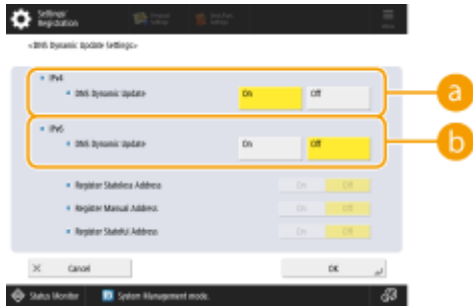 Settings/
Registration
<DNS Dynamic Update Settings>
IPv4
DNS Dynamic Update On Off
a
IPv6
DNS Dynamic Update On Off
b
Register Stateless Address On Off
Register Manual Address On Off
Register Stateful Address On Off
Cancel OK
Status Monitor System Management mode.